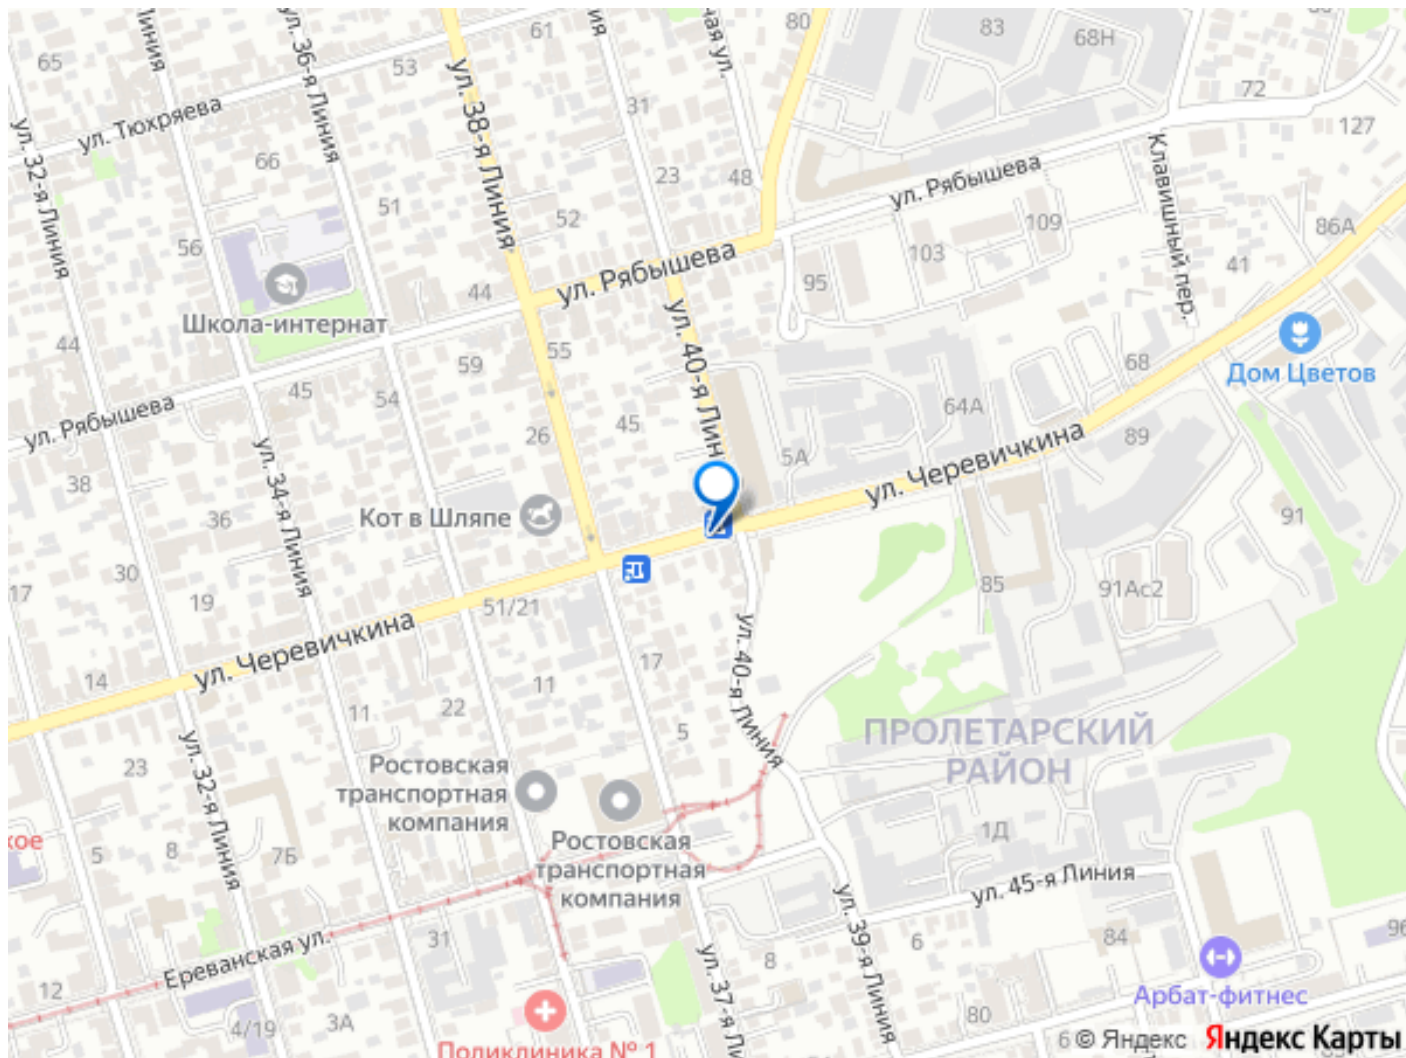 65
Линия
ул. 36-я Линия
ул. 38-я Линия
61
80
83
68Н
53
72
ул. Тюхряева
31
127
ул. 32-я Линия
66
23
48
ул. Рябышева
Клавишный пер.
51
52
109
86А
56
103
41
ул. Рябышева
95
44
Школа-интернат
ул. 40-я Лин
44
55
59
68
Дом Цветов
45
54
64А
ул. Рябышева
26
45
5А
89
ул. Черевичкина
38
ул. 34-я Линия
36
Кот в Шляпе
91
30
17
19
51/21
85
91Ас2
ул. Черевичкина
17
ул. 40-я Линия
14
11
22
11
5
ПРОЛЕТАРСКИЙ
РАЙОН
ул. 32-я Линия
23
Ростовская
транспортная
компания
Ростовская
транспортная
компания
1Д
кое
5
8
7Б
ул. 45-я Линия
ул. 39-я Линия
Ереванская ул.
31
ул. 37-я Ли
6
84
96
8
12
4/19
3А
Арбат-фитнес
80
Поликлиника № 1
6
© Яндекс Яндекс Карты